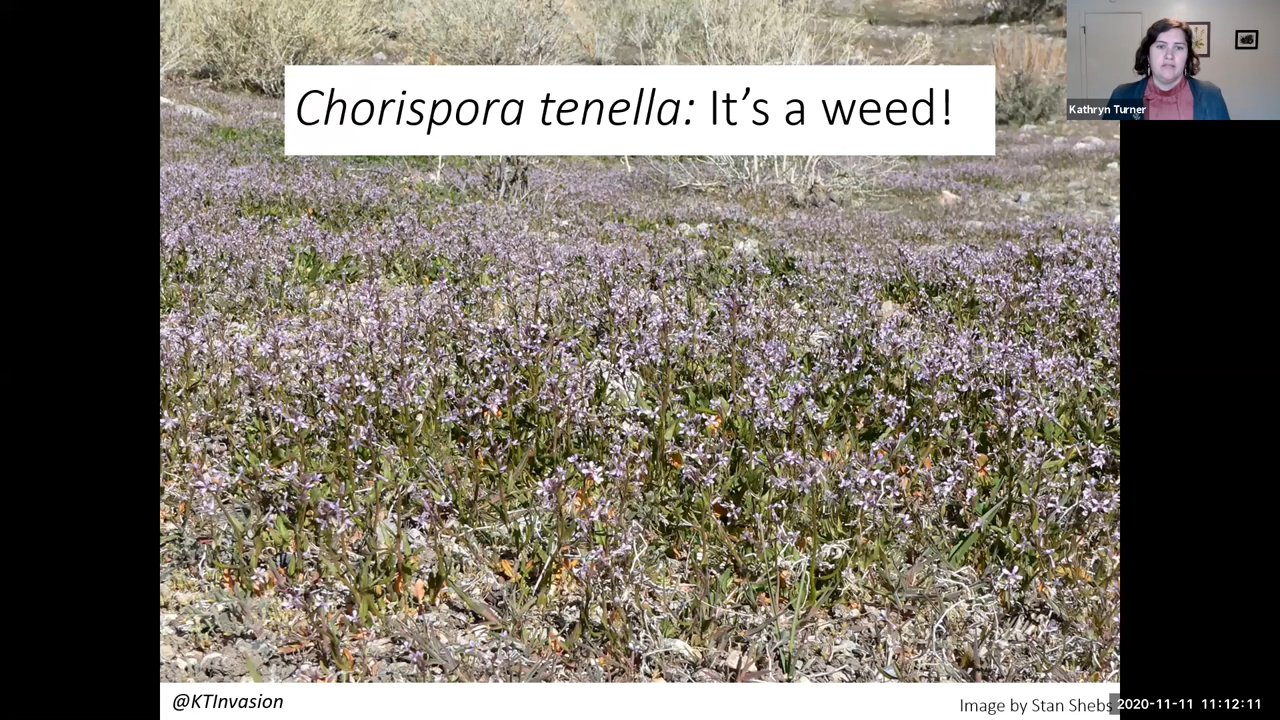 Chorispora tenella: It's a weed!
Kathryn Turner
@KTInvasion
Image by Stan Shebs
2020-11-11 11:12:11